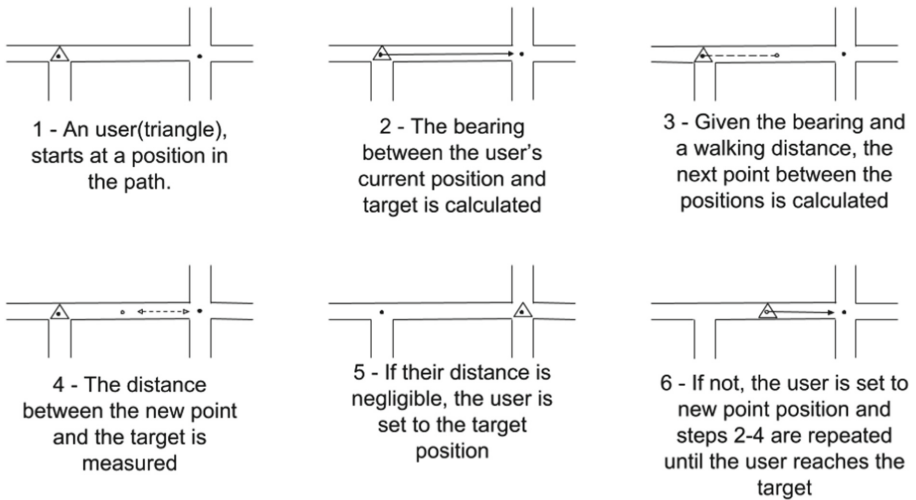 1 - An user(triangle),
starts at a position in
the path.
2 - The bearing
between the user's
current position and
target is calculated
3 - Given the bearing and
a walking distance, the
next point between the
positions is calculated
4 - The distance
between the new point
and the target is
measured
5 - If their distance is
negligible, the user is
set to the target
position
6 - If not, the user is set to
new point position and
steps 2-4 are repeated
until the user reaches the
target